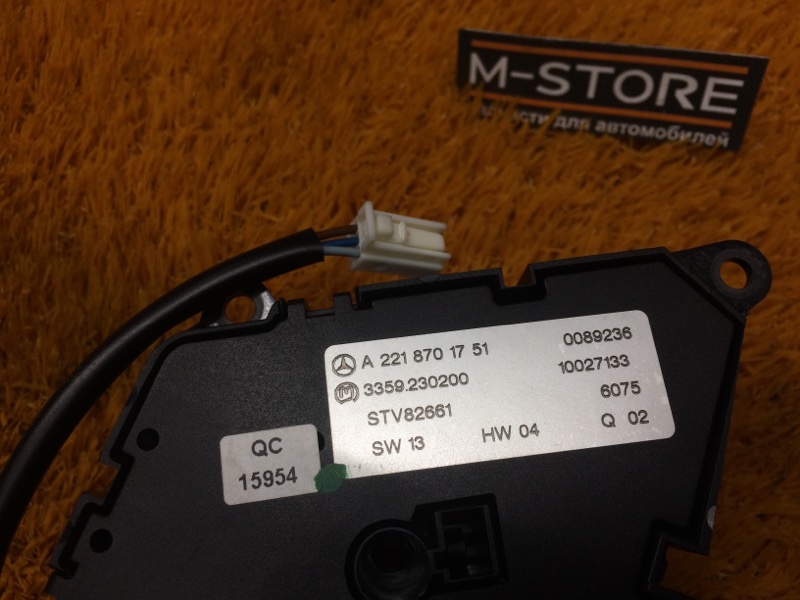 M-STORE
для автомобилей
A 221 870 17 51
0089236
3359.230200
10027133
STV82661
6075
SW 13
HW 04
Q 02
QC
15954